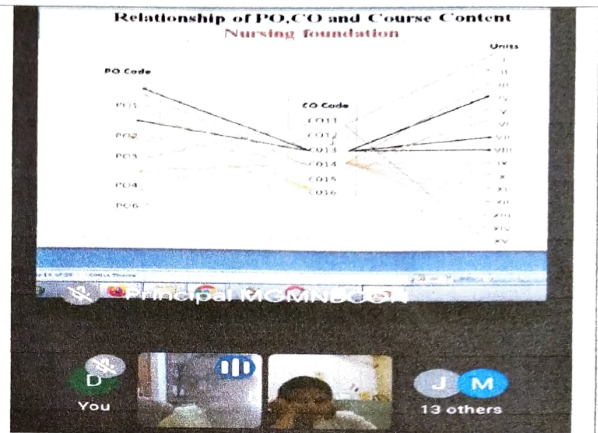 Relationship of PO,CO and Course Content
Nursing foundation
Units
PO Code
CO Code
PO1
PO2
PO3
PO4
PO6
CO11
CO12
CO13
CO14
CO15
CO16
I
II
III
IV
V
VI
VII
VIII
IX
X
XI
XII
XIII
XIV
XV
Principal MGMNBCON
D
J M
You
13 others